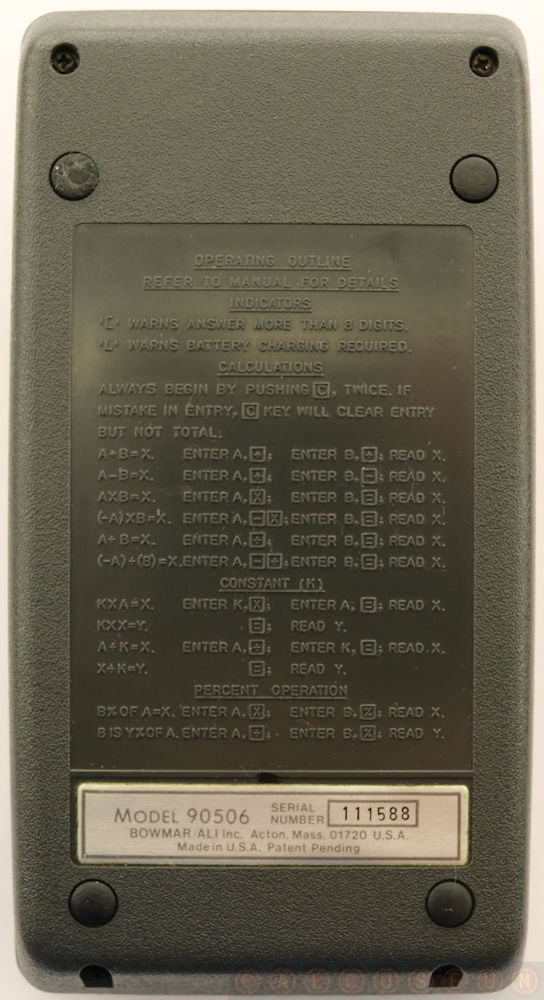 OPERATING OUTLINE
REFER TO MANUAL FOR DETAILS
INDICATORS
'[' WARNS ANSWER MORE THAN 8 DIGITS.
'L' WARNS BATTERY CHARGING REQUIRED.
CALCULATIONS
ALWAYS BEGIN BY PUSHING C, TWICE. IF
MISTAKE IN ENTRY, C KEY WILL CLEAR ENTRY
BUT NOT TOTAL:
A+B=X. ENTER A, +; ENTER B, +; READ X.
A-B=X. ENTER A, +; ENTER B, -; READ X.
AXB=X. ENTER A, X; ENTER B, =; READ X.
(-A)XB=X. ENTER A, - X; ENTER B, =; READ X.
A÷B=X. ENTER A, ÷; ENTER B, =; READ X.
(-A)÷(B)=X. ENTER A, - ÷; ENTER B, =; READ X.
CONSTANT (K)
KXA=X. ENTER K, X; ENTER A, =; READ X.
KXX=Y. =; READ Y.
A÷K=X. ENTER A, ÷; ENTER K, =; READ X.
X÷K=Y. =; READ Y.
PERCENT OPERATION
B% OF A=X. ENTER A, X; ENTER B, %; READ X.
B IS Y% OF A. ENTER A, ÷; ENTER B, %; READ Y.
MODEL 90506 SERIAL NUMBER 111588
BOWMAR/ALI Inc. Acton, Mass, 01720 U.S.A.
Made in U.S.A. Patent Pending
CALCUSEUM